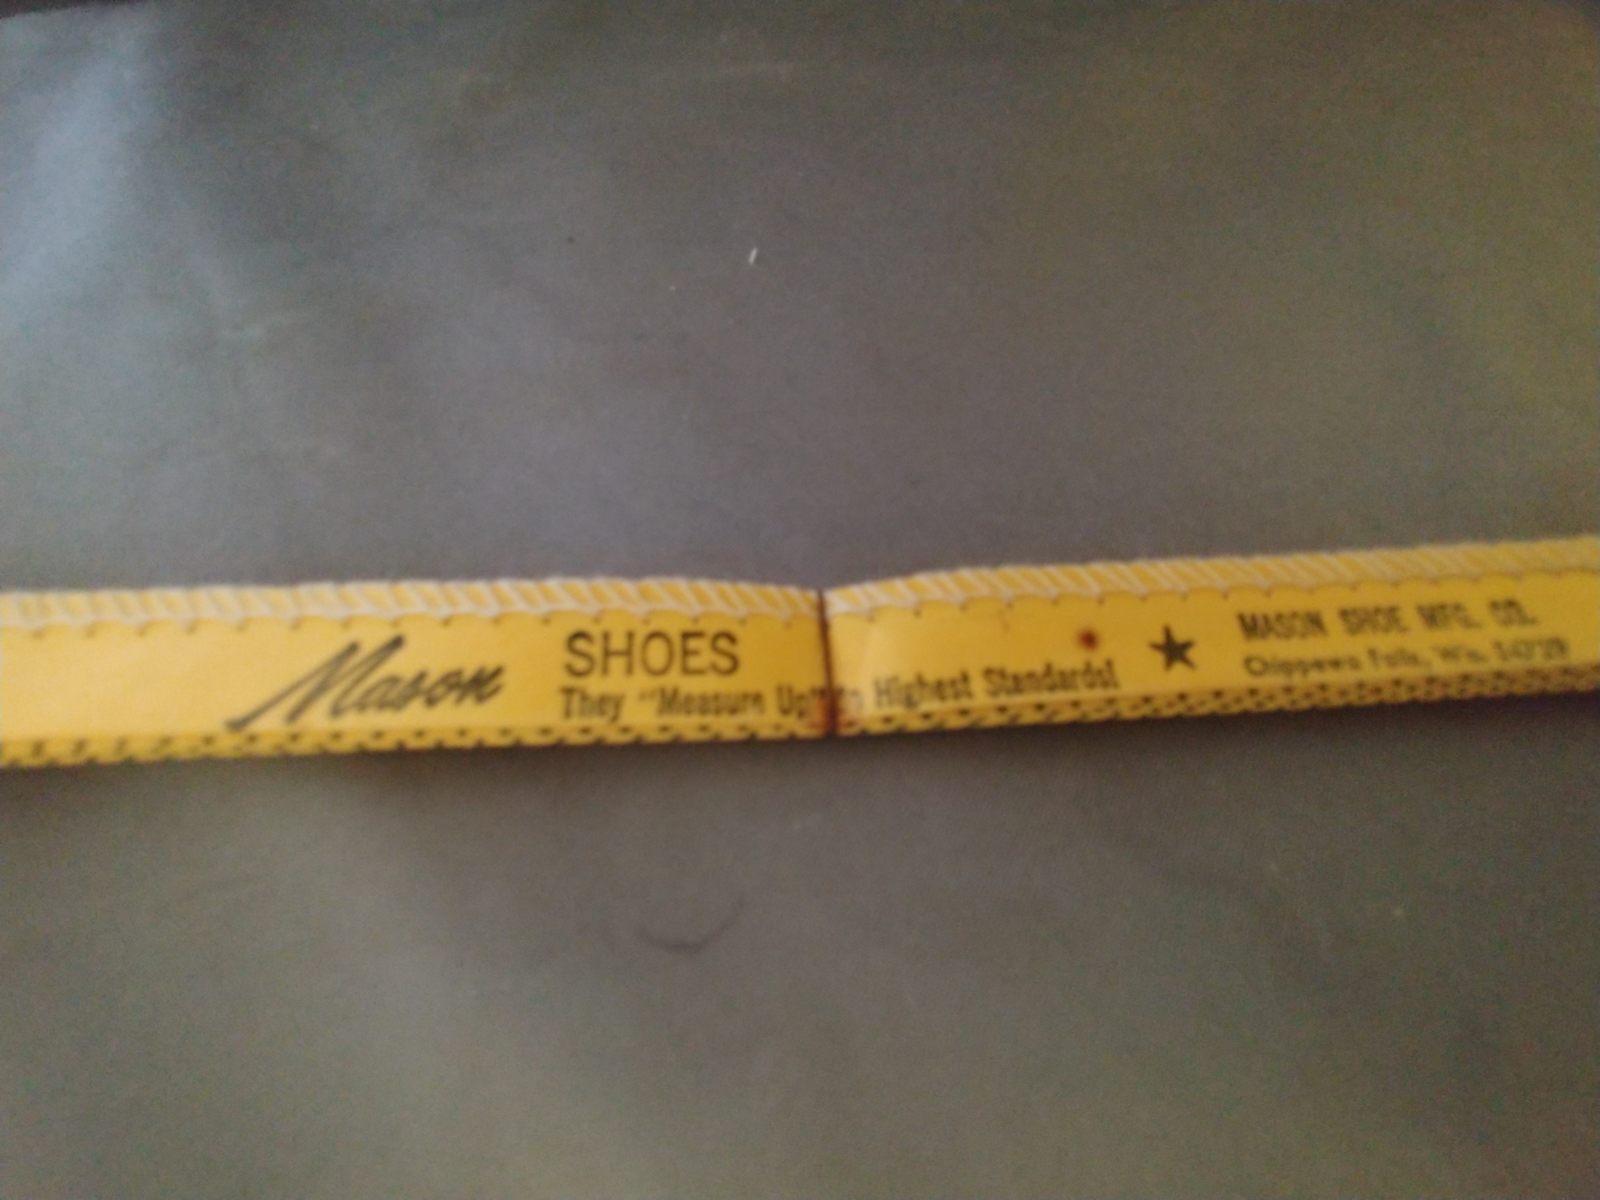 Mason SHOES
They "Measure Up" to Highest Standards!
★ MASON SHOE MFG. CO.
Chippewa Falls, Wis. 54729